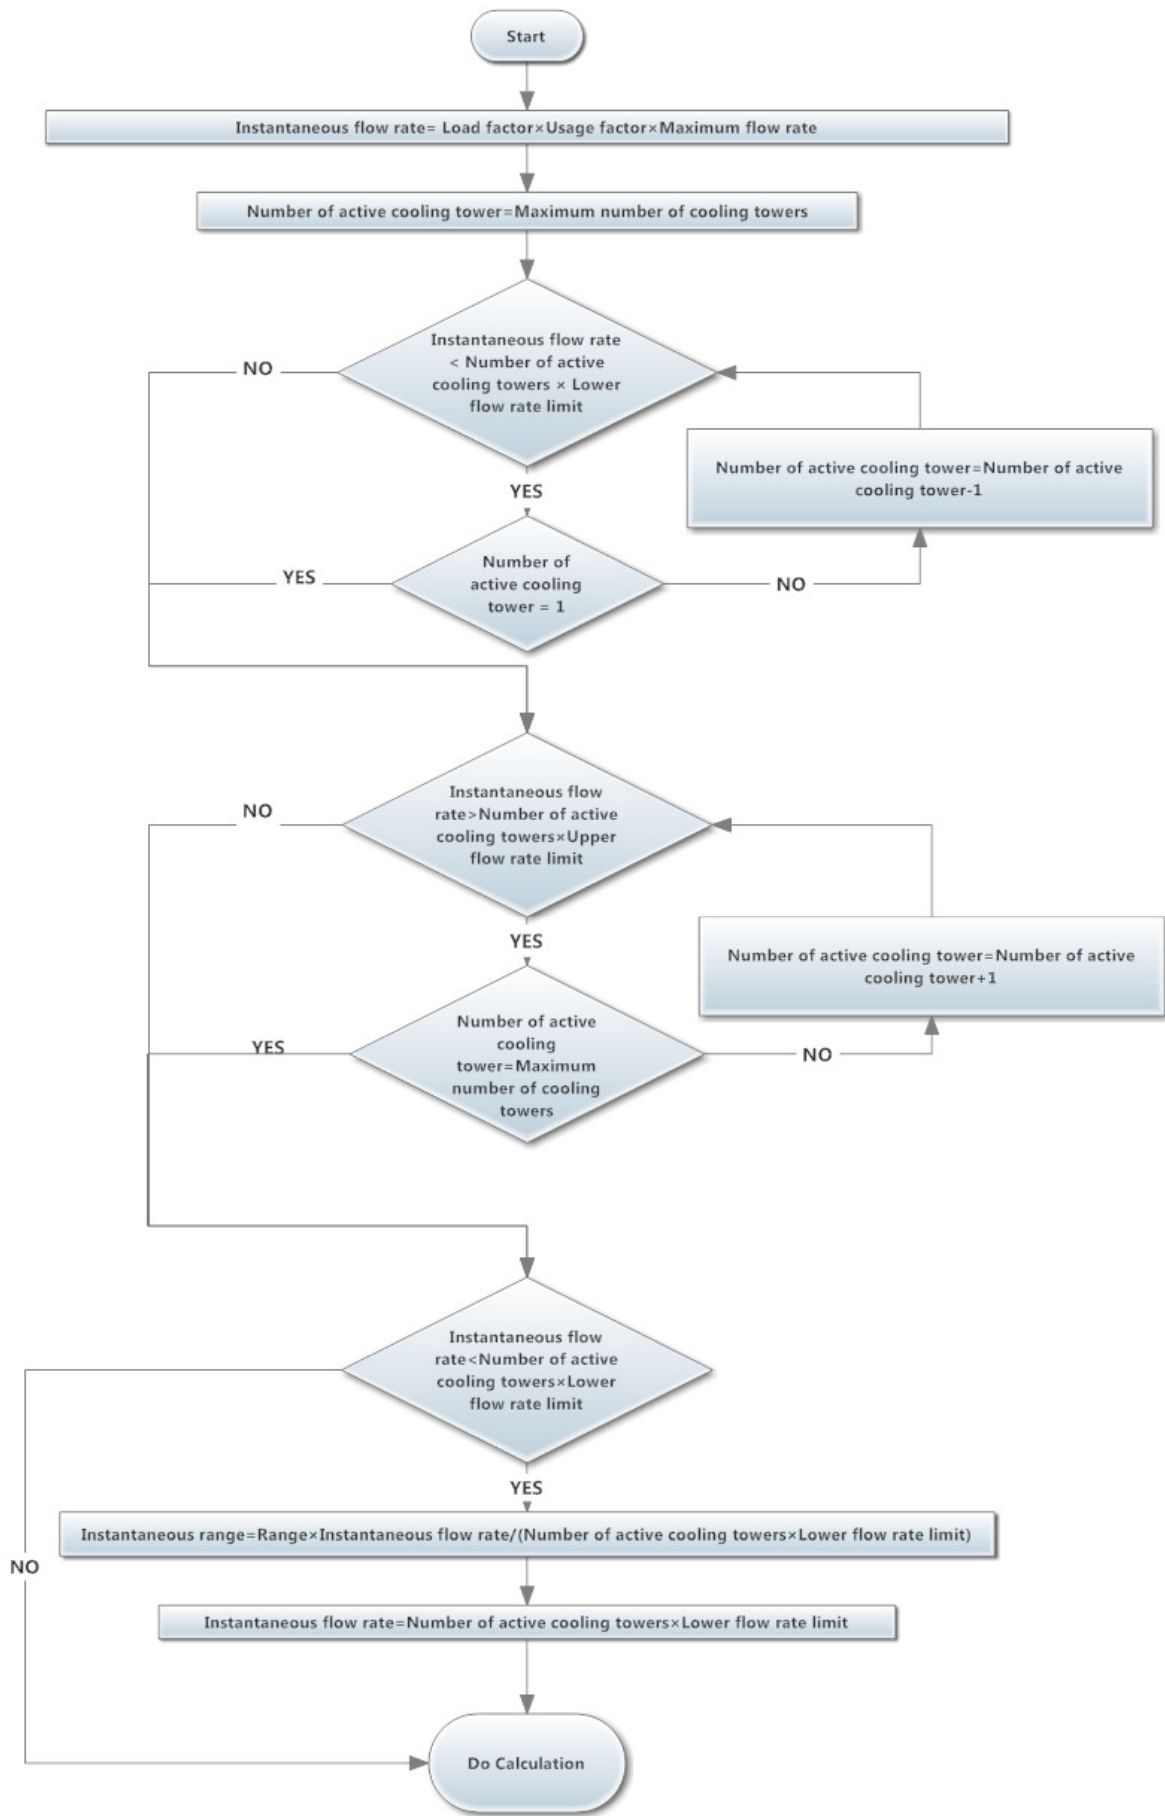 Start
Instantaneous flow rate= Load factor×Usage factor×Maximum flow rate
Number of active cooling tower=Maximum number of cooling towers
Instantaneous flow rate
< Number of active
cooling towers × Lower
flow rate limit
NO
Number of active cooling tower=Number of active
cooling tower-1
YES
Number of
active cooling
tower = 1
YES
NO
Instantaneous flow
rate>Number of active
cooling towers×Upper
flow rate limit
NO
YES
Number of active cooling tower=Number of active
cooling tower+1
Number of active
cooling
tower=Maximum
number of cooling
towers
YES
NO
Instantaneous flow
rate<Number of active
cooling towers×Lower
flow rate limit
YES
Instantaneous range=Range×Instantaneous flow rate/(Number of active cooling towers×Lower flow rate limit)
NO
Instantaneous flow rate=Number of active cooling towers×Lower flow rate limit
Do Calculation